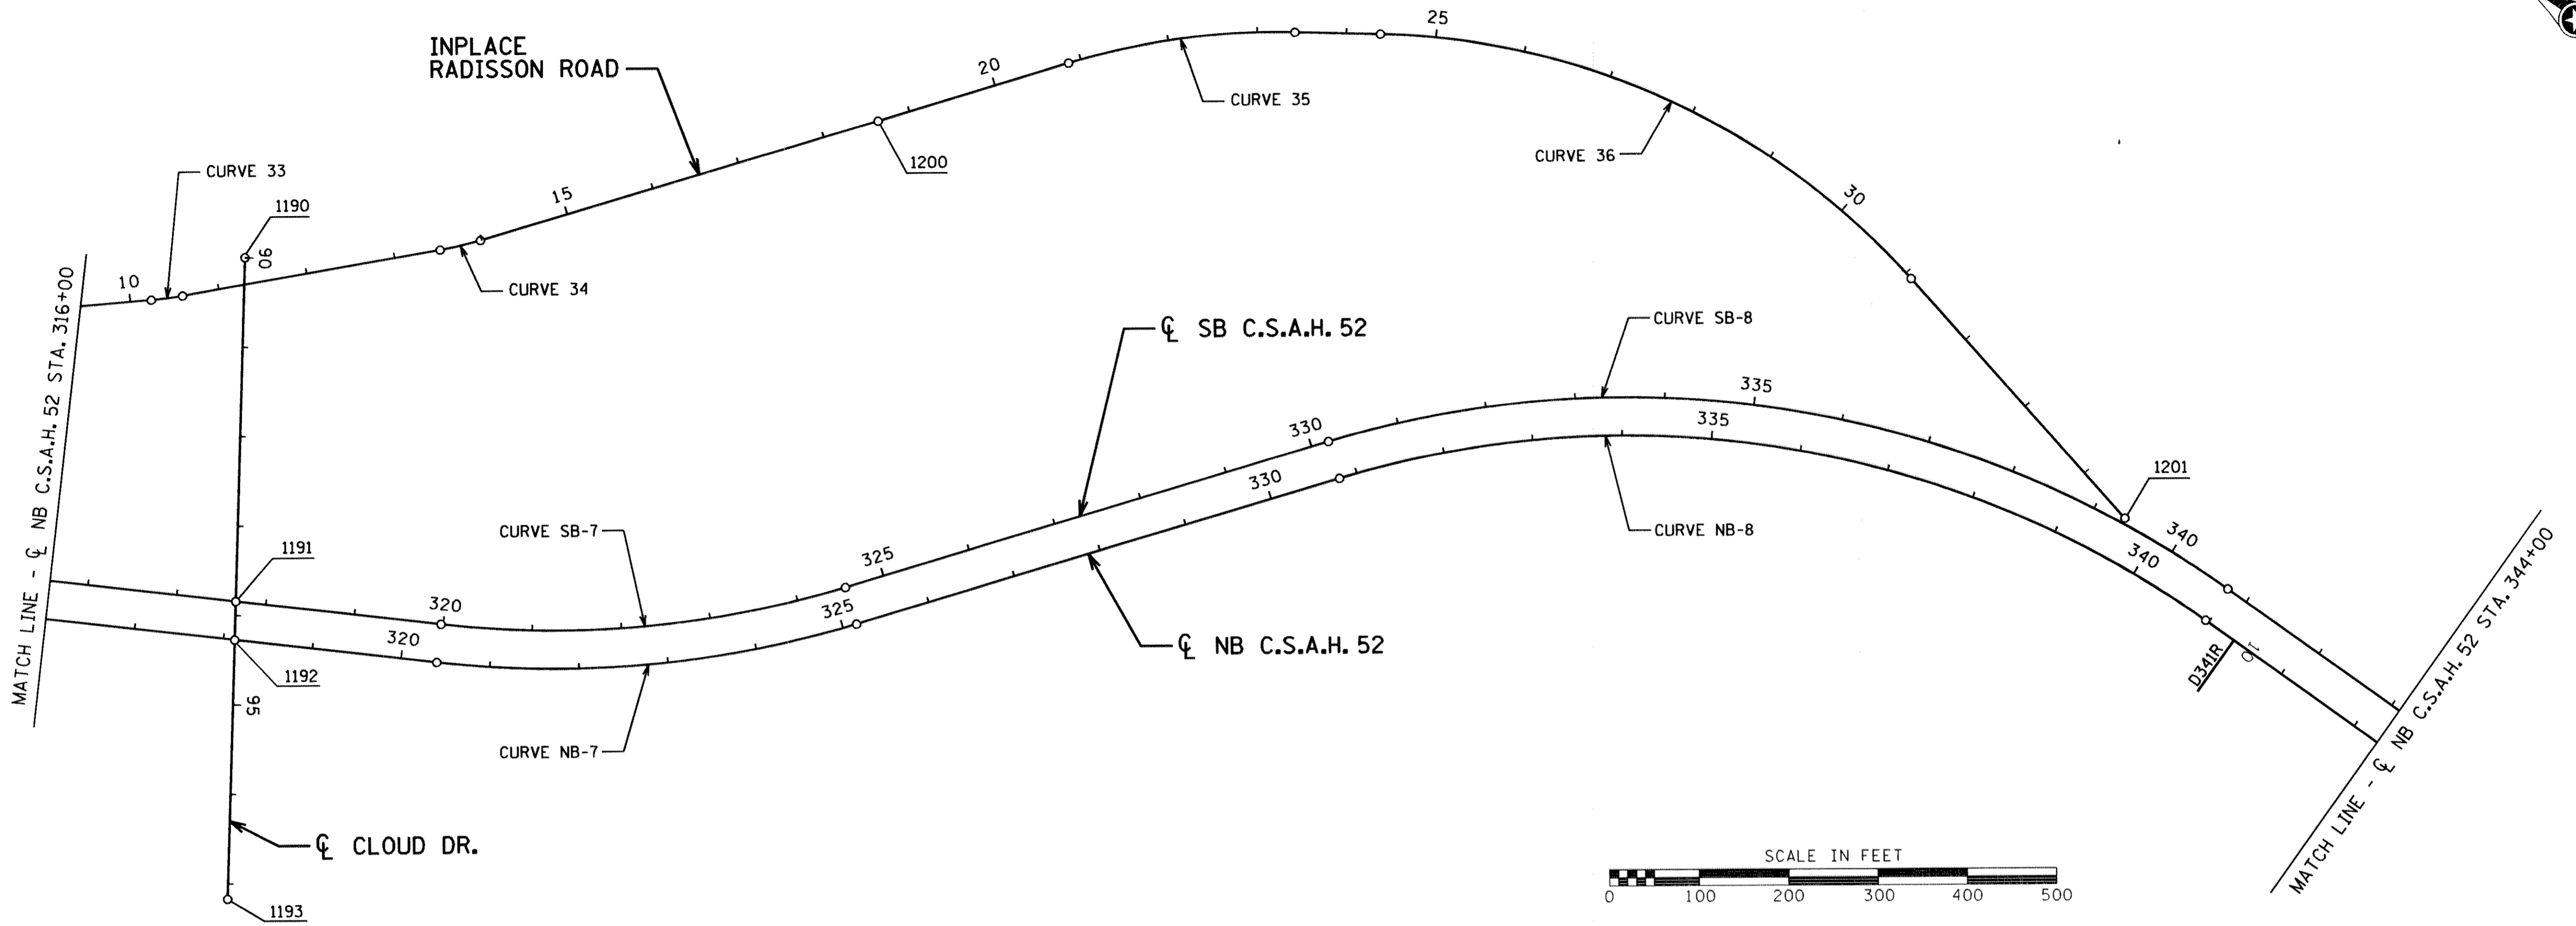 INPLACE
RADISSON ROAD
25
20
CURVE 35
CURVE 36
1200
CURVE 33
15
1190
90
30
10
CURVE 34
MATCH LINE - ℄ NB C.S.A.H. 52 STA. 316+00
℄ SB C.S.A.H. 52
CURVE SB-8
335
335
330
330
1201
CURVE SB-7
CURVE NB-8
1191
325
340
340
320
325
320
℄ NB C.S.A.H. 52
1192
95
D341R
10
CURVE NB-7
MATCH LINE - ℄ NB C.S.A.H. 52 STA. 344+00
℄ CLOUD DR.
SCALE IN FEET
0 100 200 300 400 500
1193